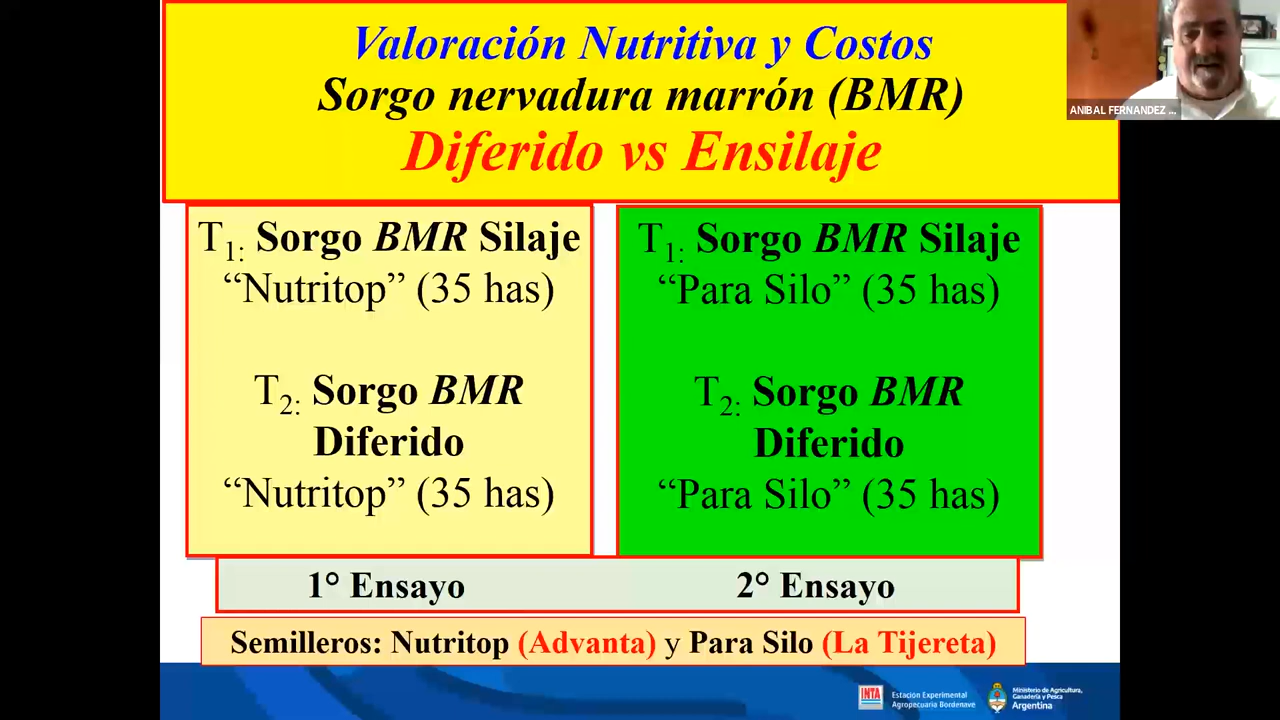 Valoración Nutritiva y Costos
Sorgo nervadura marrón (BMR)
Diferido vs Ensilaje
ANIBAL FERNANDEZ ...
T1: Sorgo BMR Silaje
“Nutritop” (35 has)
T2: Sorgo BMR
Diferido
“Nutritop” (35 has)
T1: Sorgo BMR Silaje
“Para Silo” (35 has)
T2: Sorgo BMR
Diferido
“Para Silo” (35 has)
1° Ensayo
2° Ensayo
Semilleros: Nutritop (Advanta) y Para Silo (La Tijereta)
INTA
Estación Experimental
Agropecuaria Bordenave
Ministerio de Agricultura,
Ganadería y Pesca
Argentina